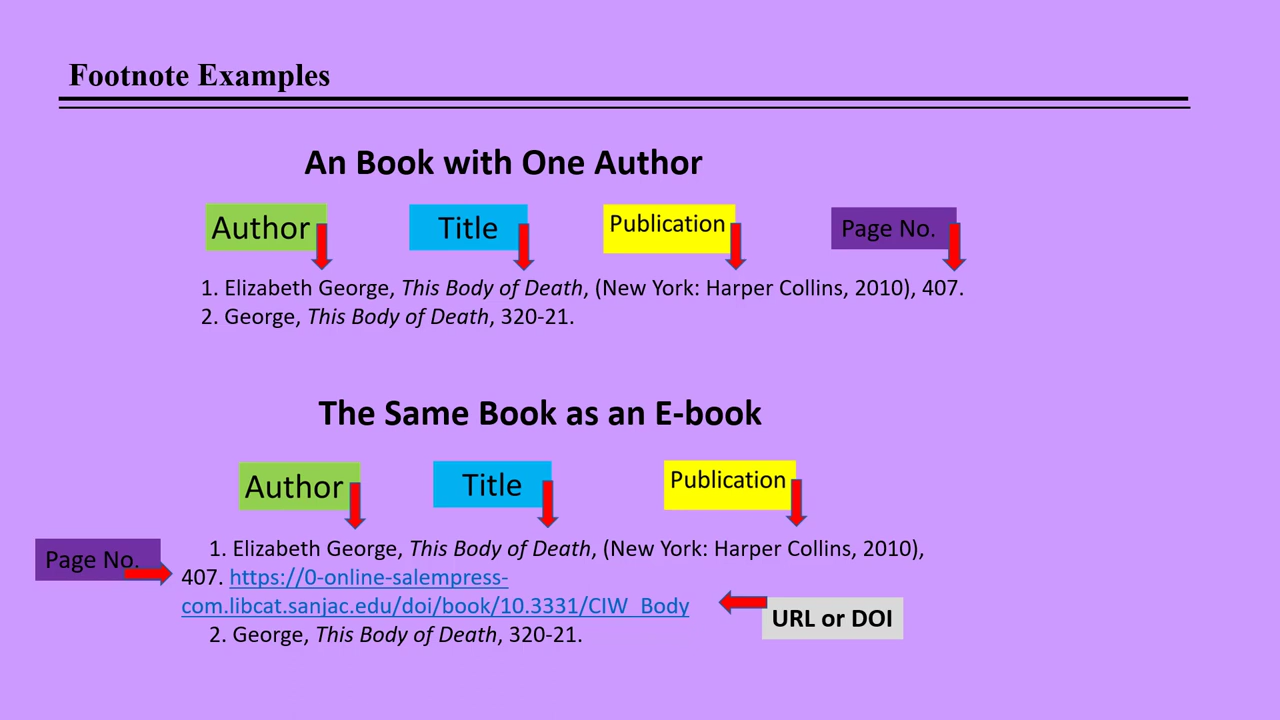 Footnote Examples
An Book with One Author
Author Title Publication Page No.
1. Elizabeth George, This Body of Death, (New York: Harper Collins, 2010), 407.
2. George, This Body of Death, 320-21.
The Same Book as an E-book
Author Title Publication
Page No.
1. Elizabeth George, This Body of Death, (New York: Harper Collins, 2010),
407. https://0-online-salempress-
com.libcat.sanjac.edu/doi/book/10.3331/CIW_Body
URL or DOI
2. George, This Body of Death, 320-21.